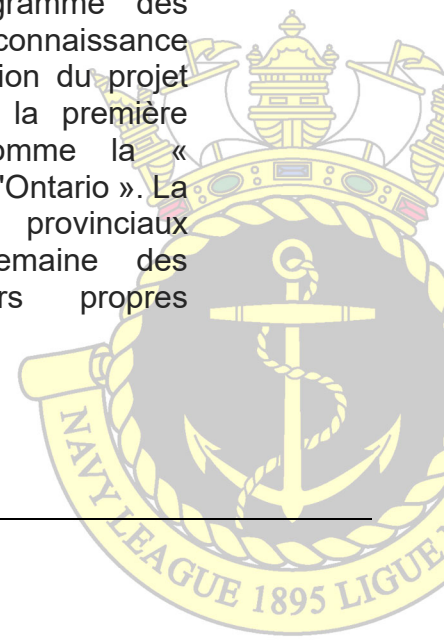 gramme des
connaissance
ion du projet
la première
omme la «
'Ontario ». La
provinciaux
emaine des
rs propres
NAVY LEAGUE 1895 LIGUE